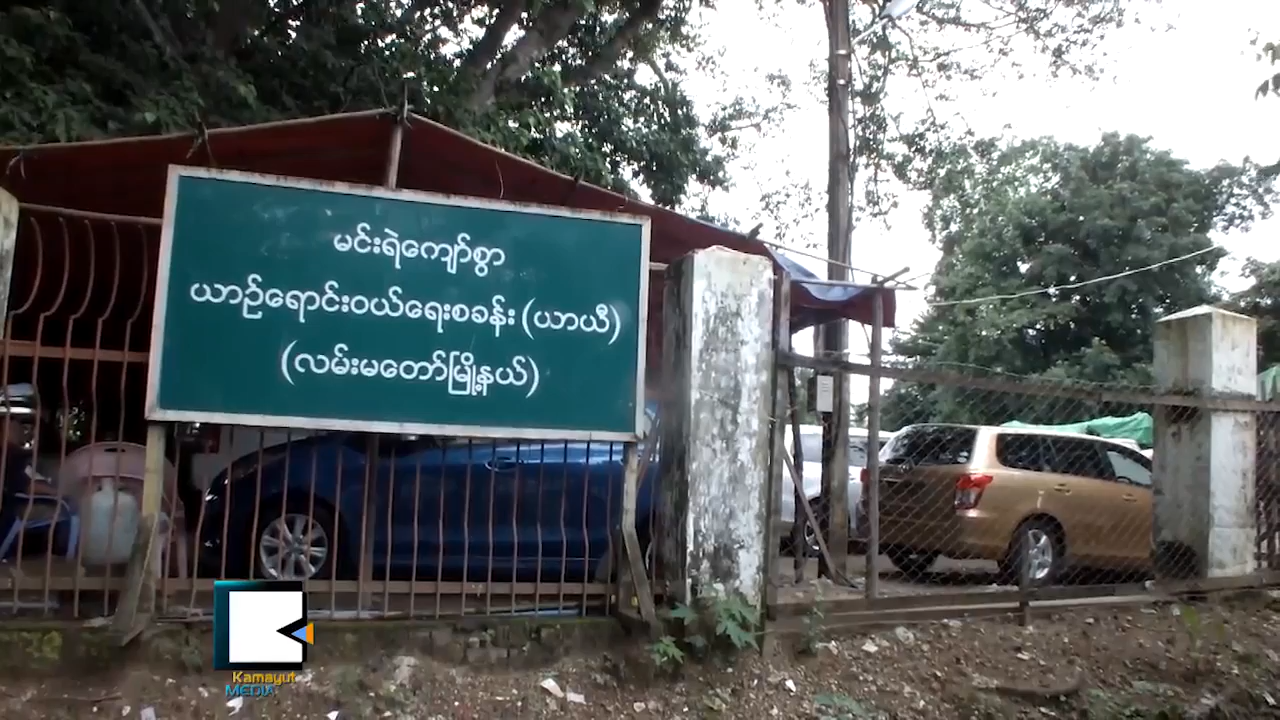 မင်းရဲကျော်စွာ
ယာဉ်ရောင်းဝယ်ရေးစခန်း (ယာယီ)
(လမ်းမတော်မြို့နယ်)
Kamayut
MEDIA